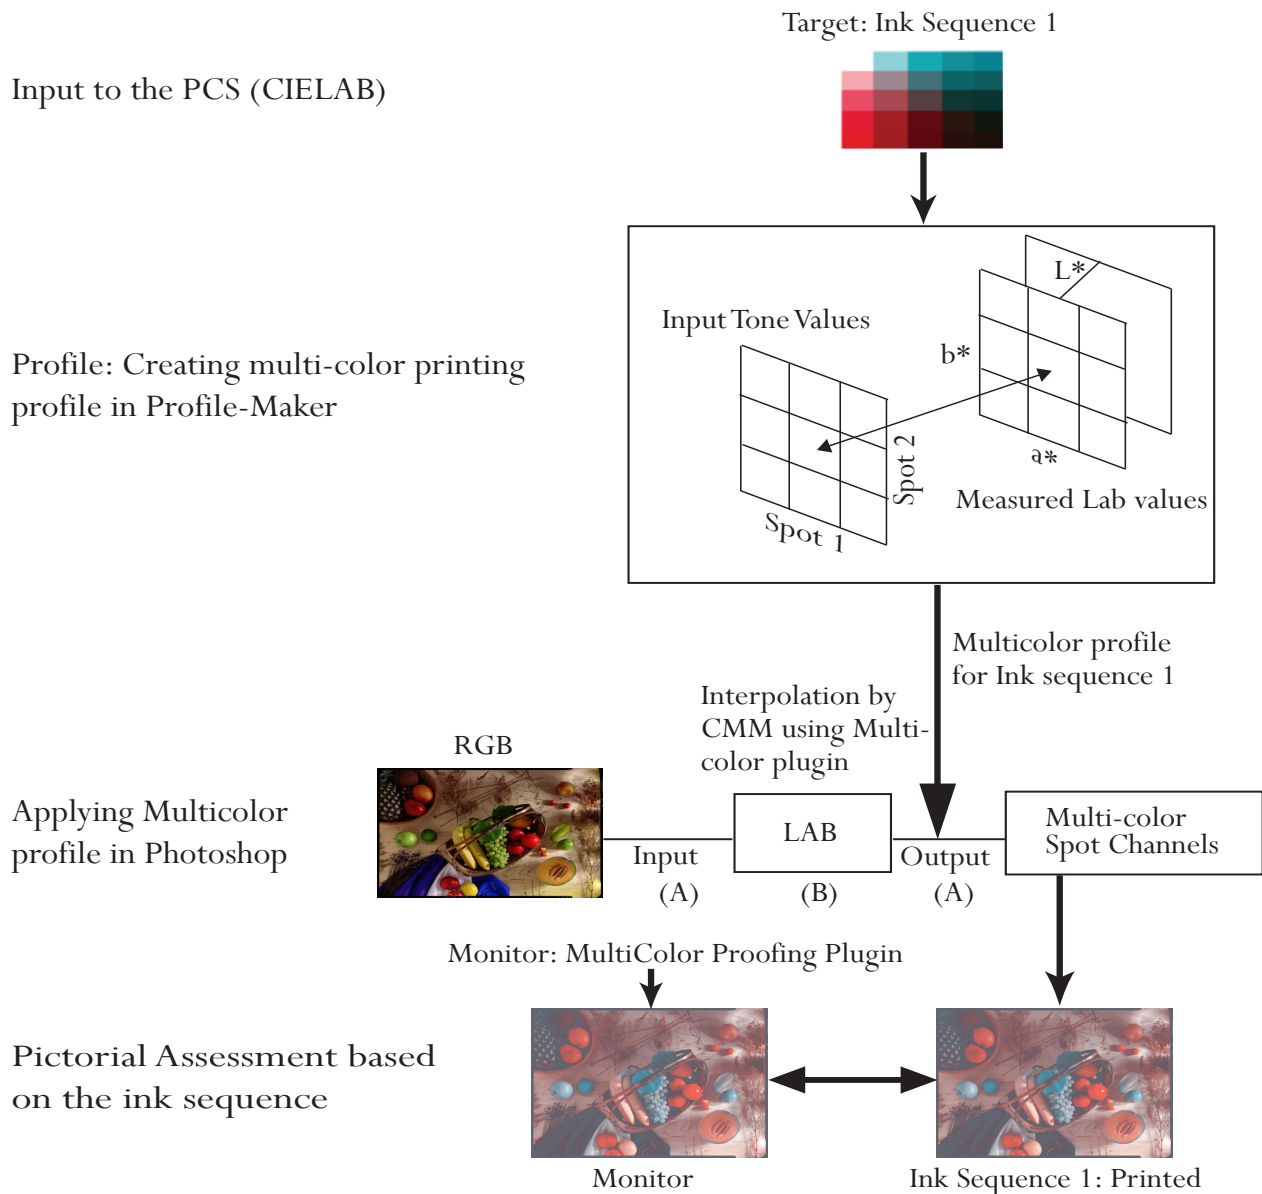 Target: Ink Sequence 1
Input to the PCS (CIELAB)
L*
Input Tone Values
b*
Profile: Creating multi-color printing
profile in Profile-Maker
Spot 2
a*
Measured Lab values
Spot 1
Multicolor profile
for Ink sequence 1
Interpolation by
CMM using Multi-
color plugin
RGB
Applying Multicolor
profile in Photoshop
Input
(A)
LAB
(B)
Output
(A)
Multi-color
Spot Channels
Monitor: MultiColor Proofing Plugin
Pictorial Assessment based
on the ink sequence
Monitor
Ink Sequence 1: Printed